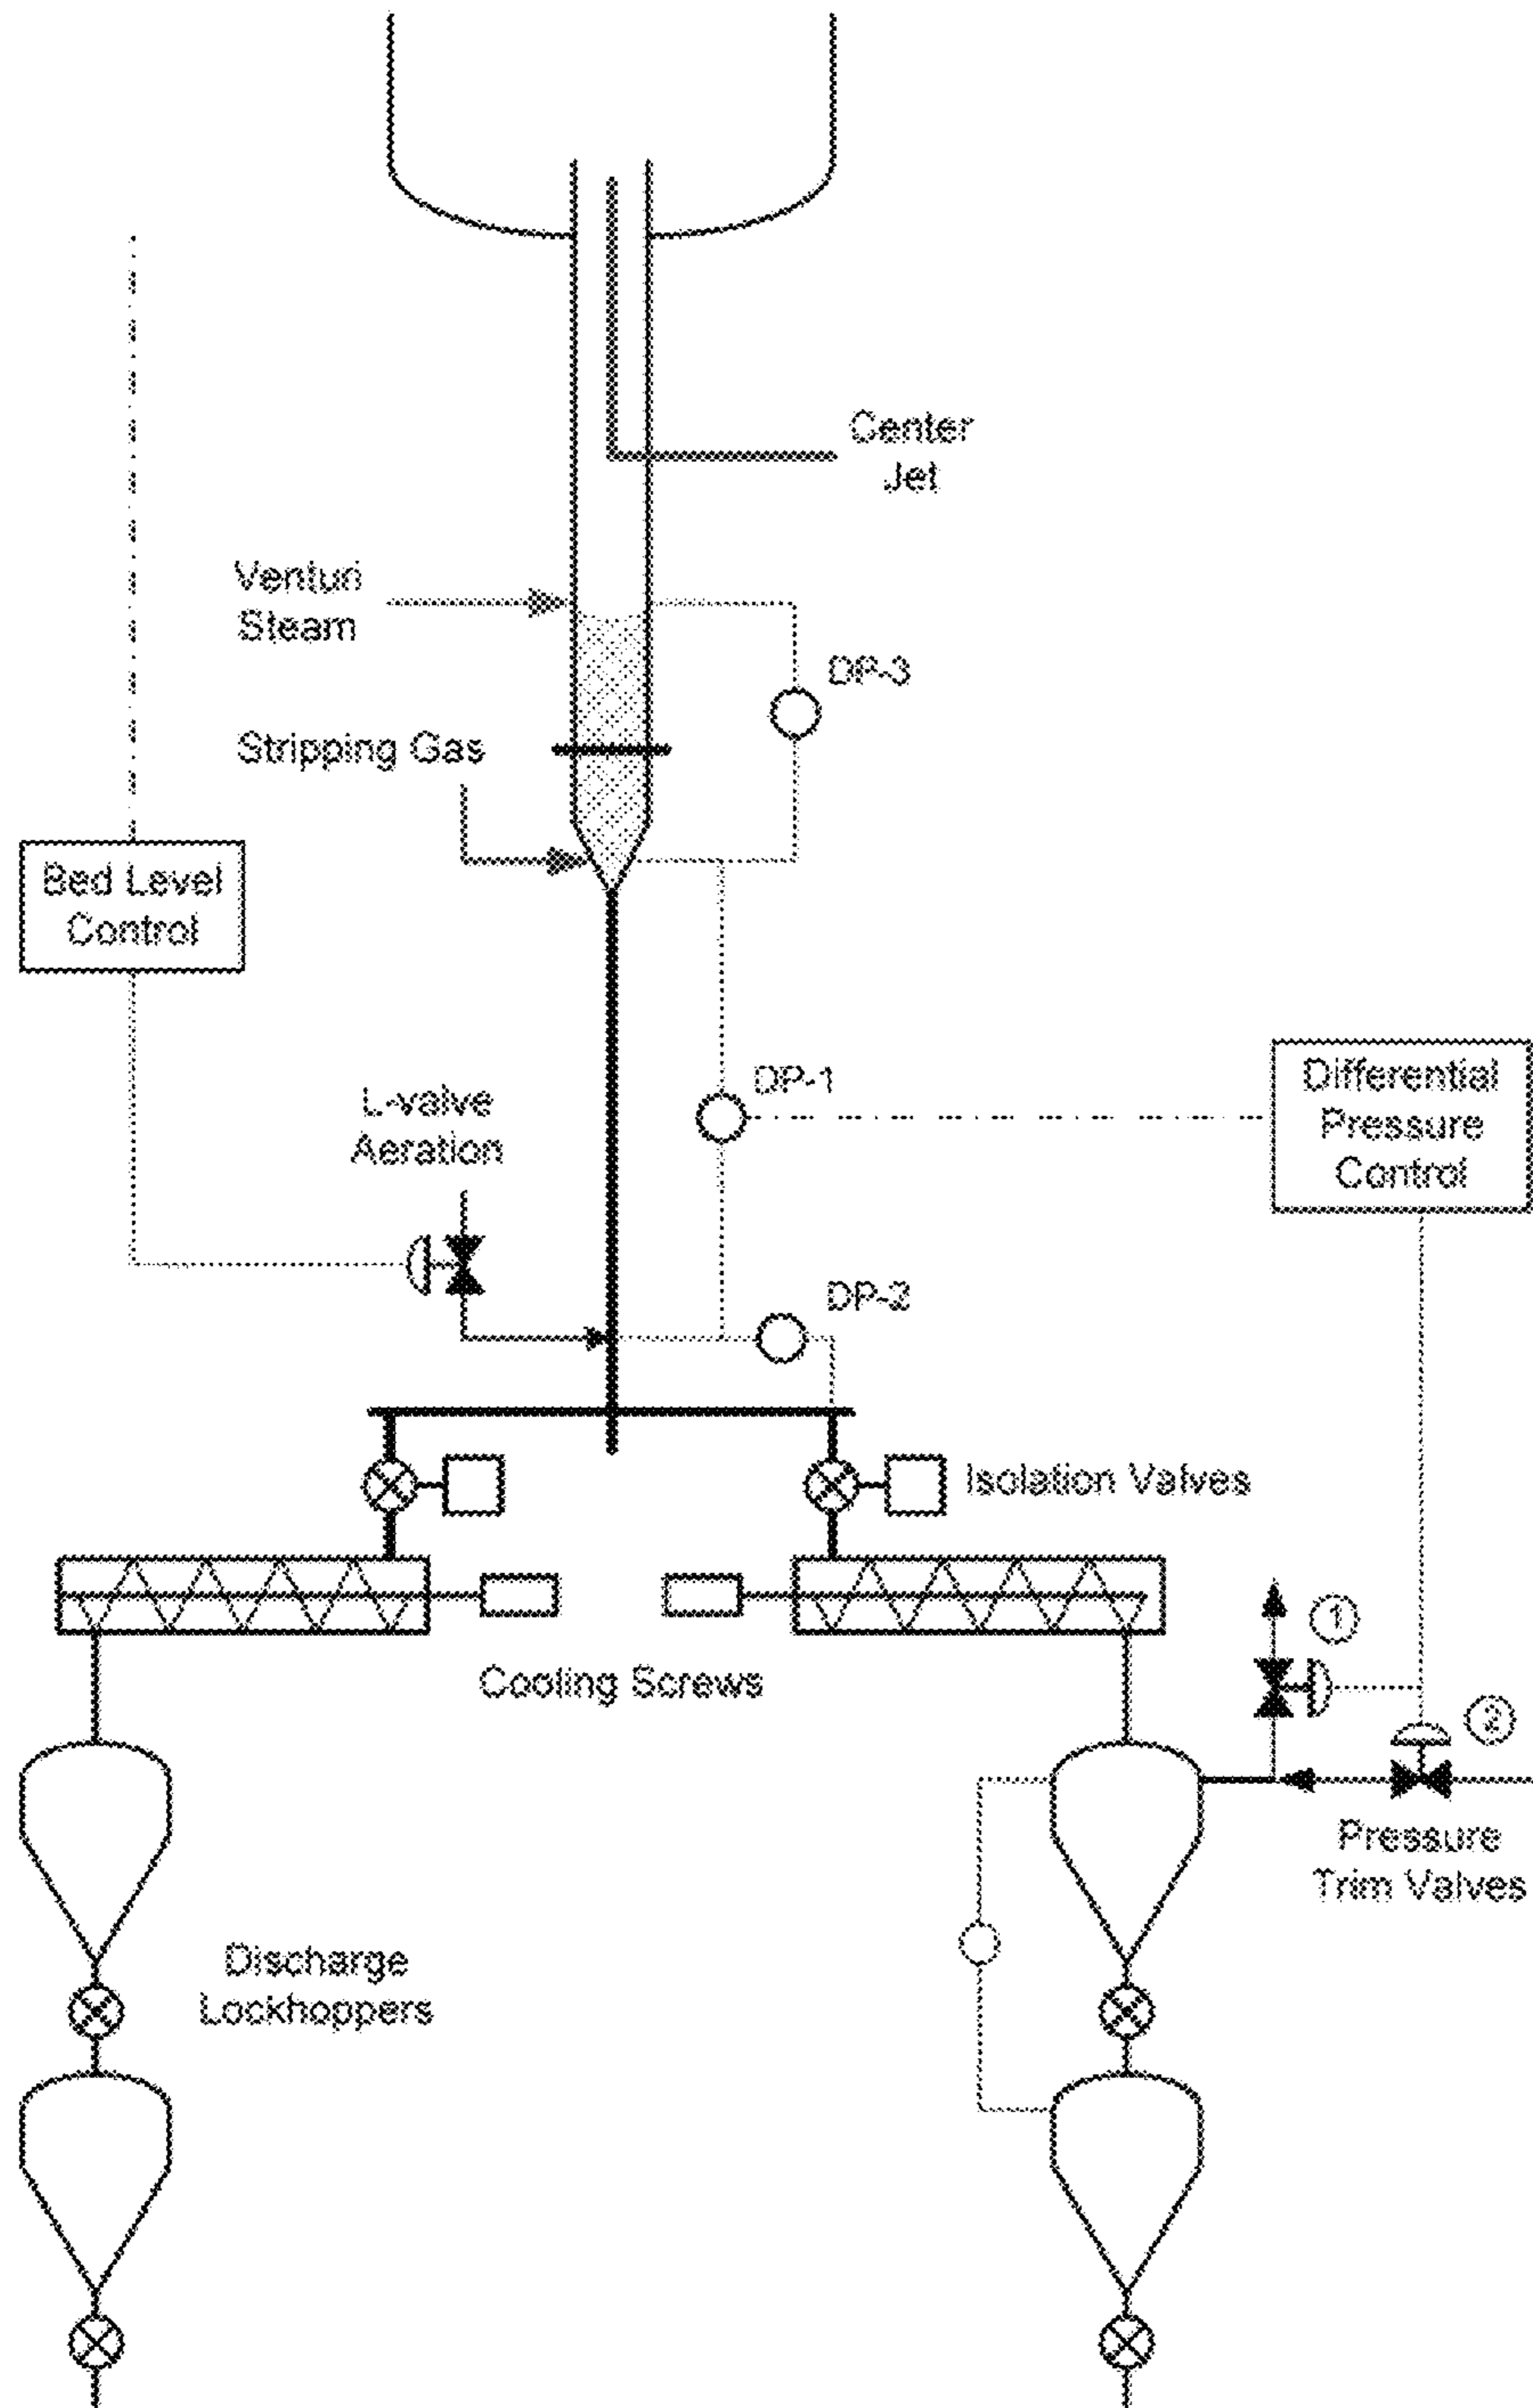 Center
Jet
Venturi
Steam
DP-3
Stripping Gas
Bed Level
Control
DP-1
Differential
Pressure
Control
L-valve
Aeration
DP-2
Isolation Valves
1
Cooling Screws
2
Pressure
Trim Valves
Discharge
Lockhoppers